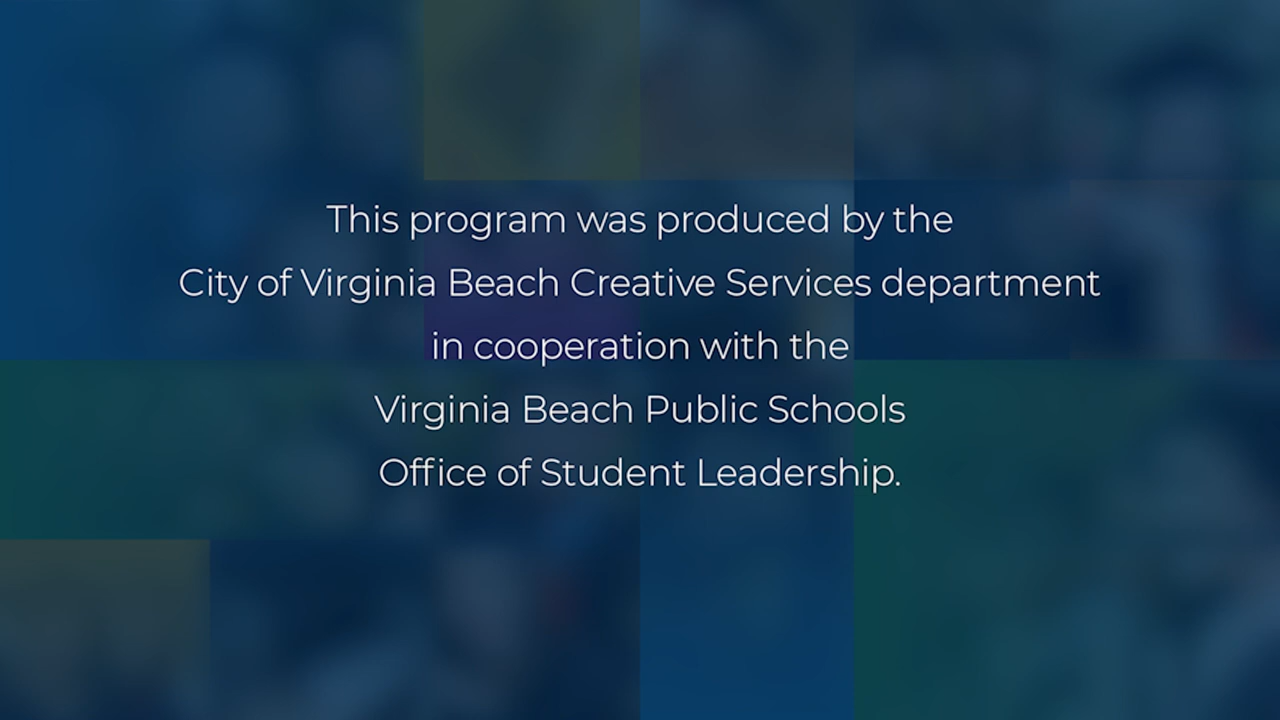 This program was produced by the
City of Virginia Beach Creative Services department
in cooperation with the
Virginia Beach Public Schools
Office of Student Leadership.